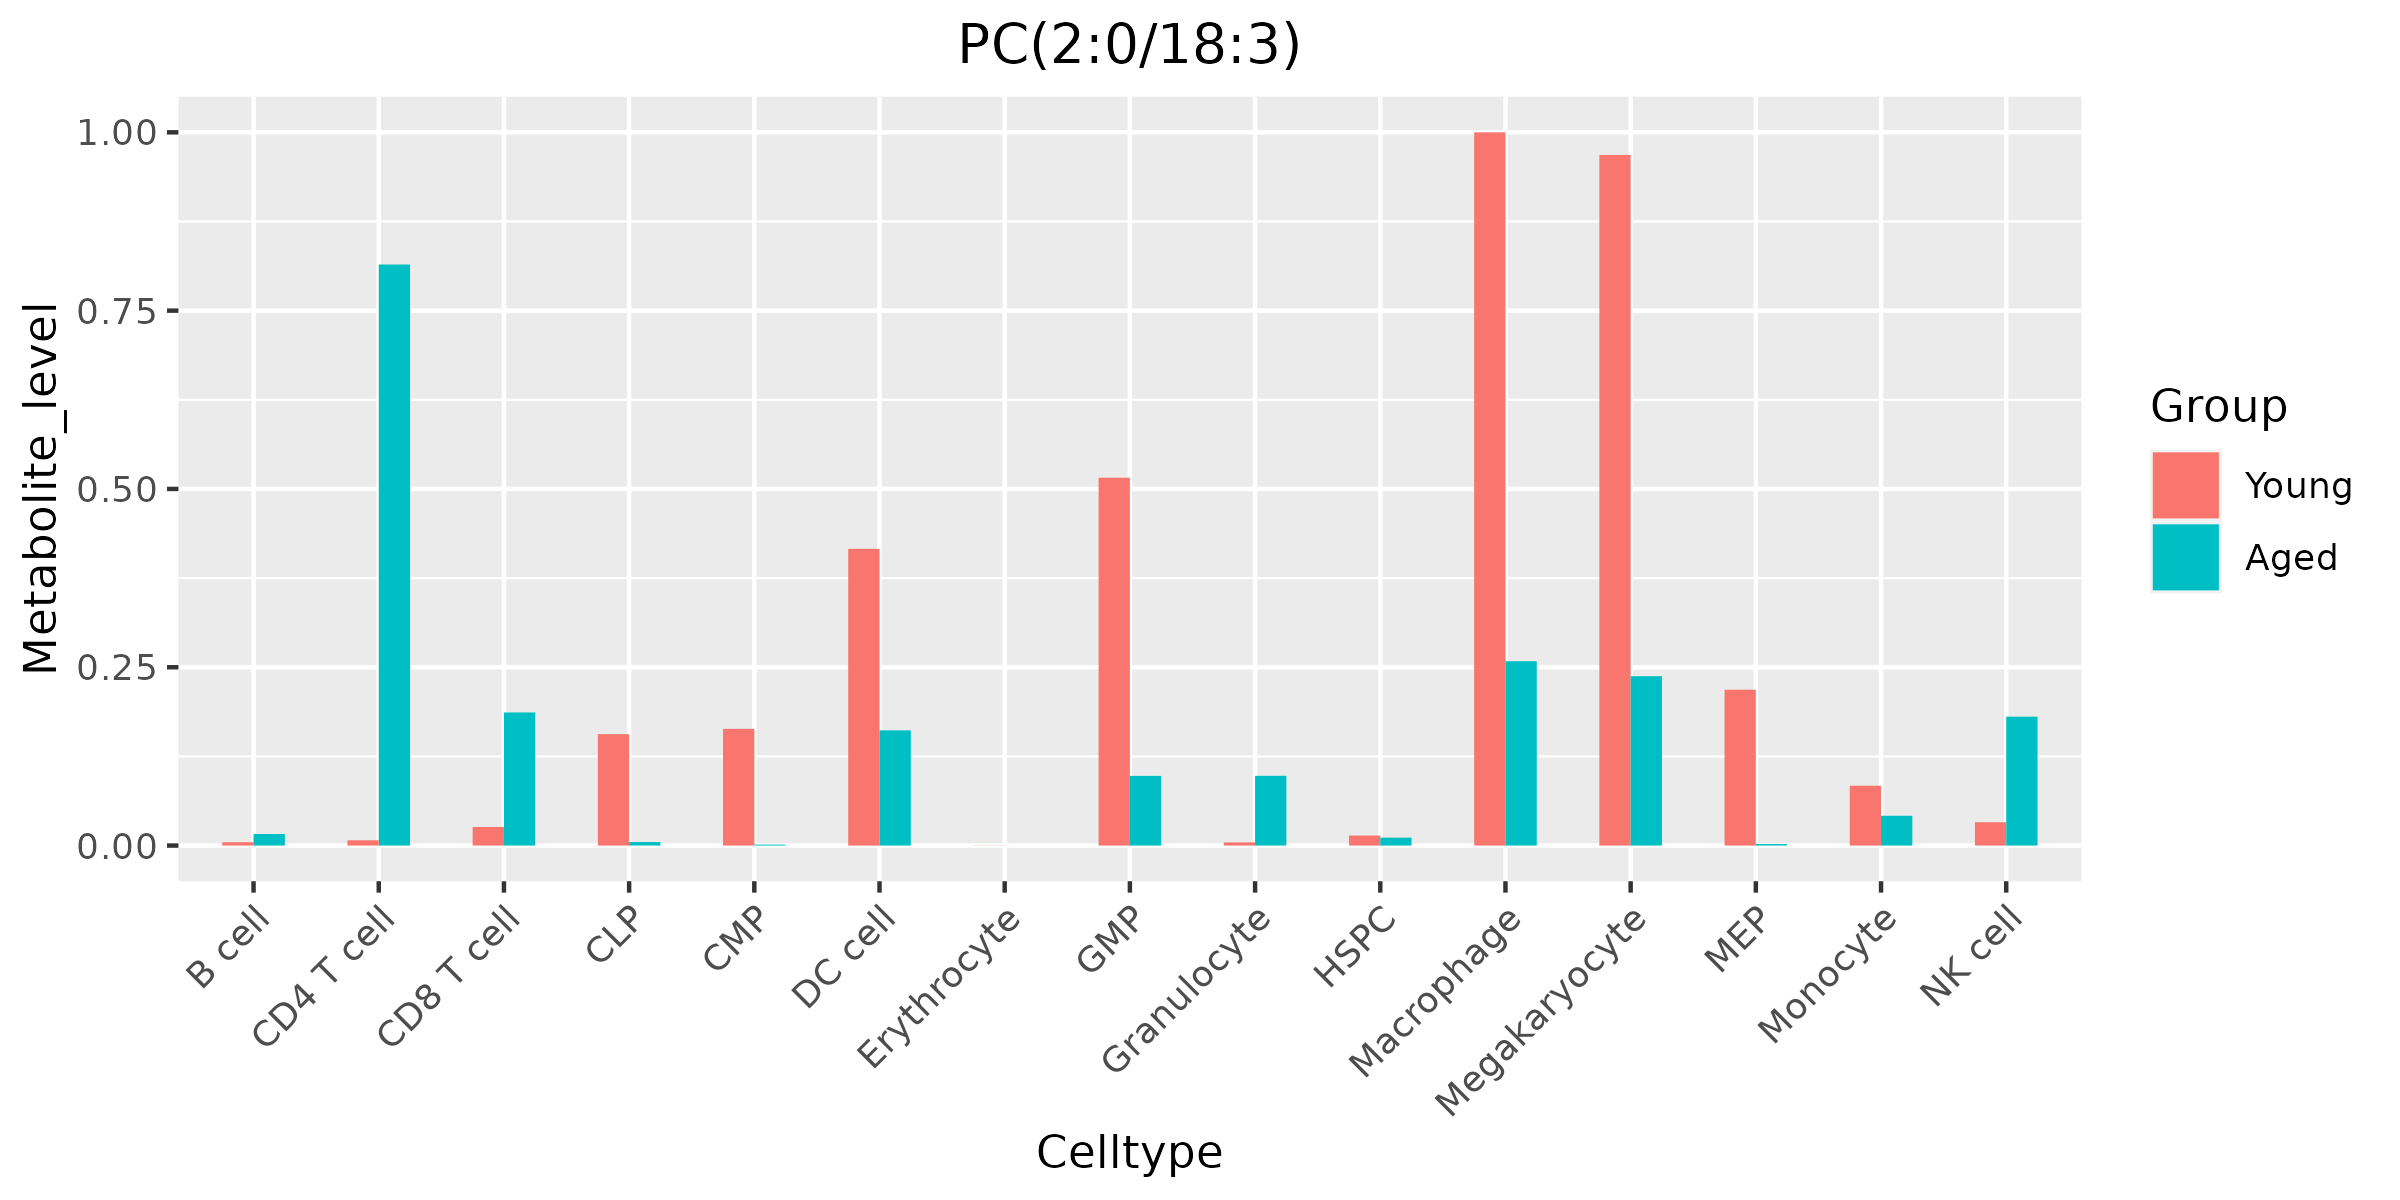 PC(2:0/18:3)
Metabolite_level
1.00
0.75
0.50
0.25
0.00
B cell
CD4 T cell
CD8 T cell
CLP
CMP
DC cell
Erythrocyte
GMP
Granulocyte
HSPC
Macrophage
Megakaryocyte
MEP
Monocyte
NK cell
Celltype
Group
Young
Aged